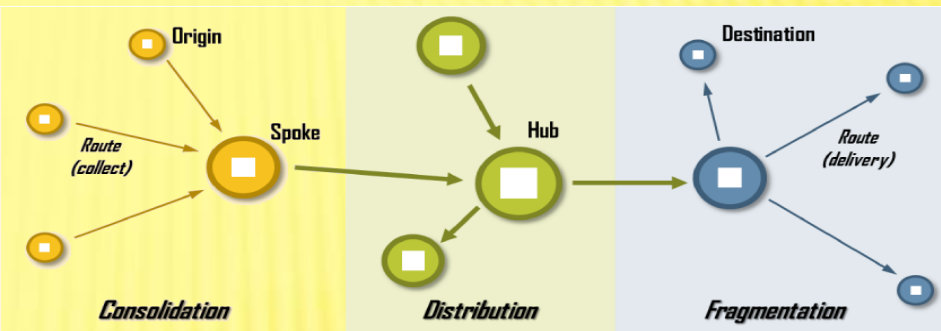 Origin
Destination
Route
(collect)
Spoke
Hub
Route
(delivery)
Consolidation
Distribution
Fragmentation